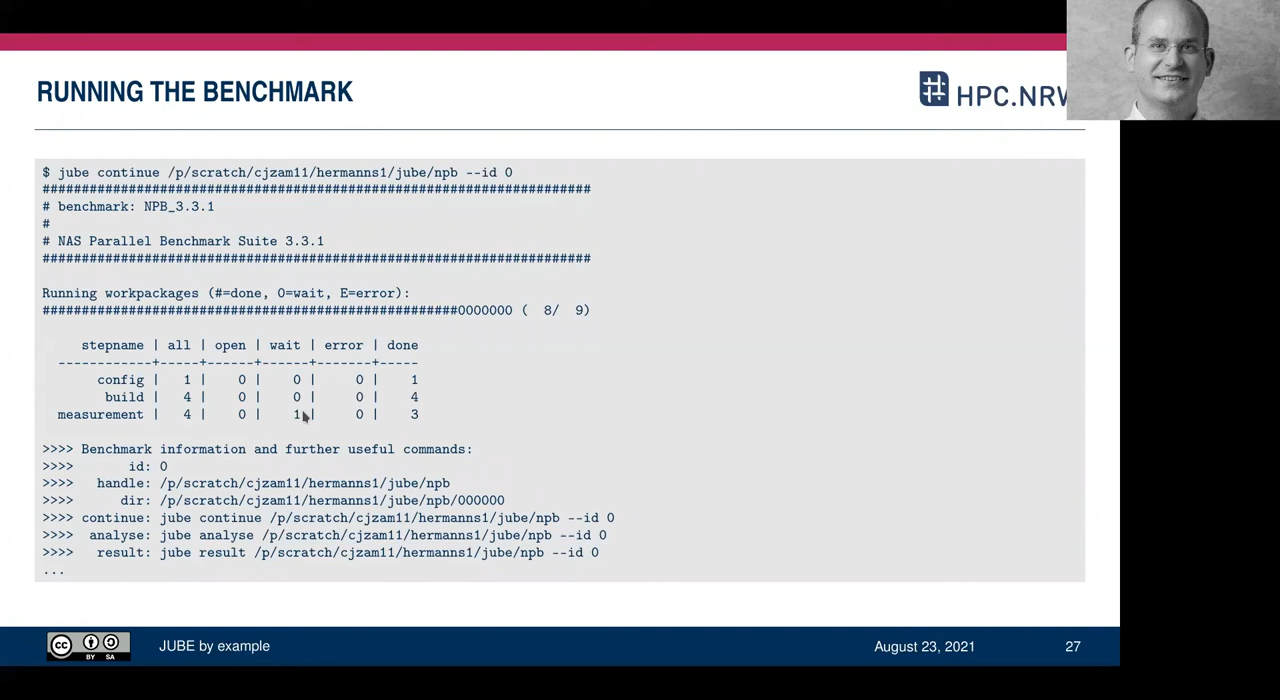 RUNNING THE BENCHMARK
HPC.NRW
$ jube continue /p/scratch/cjzam11/hermanns1/jube/npb --id 0
######################################################################
# benchmark: NPB_3.3.1
#
# NAS Parallel Benchmark Suite 3.3.1
######################################################################
Running workpackages (#=done, 0=wait, E=error):
#####################################################0000000 (  8/  9)
stepname | all | open | wait | error | done
------------+-----+------+------+-------+-----
config | 1 | 0 | 0 | 0 | 1
build | 4 | 0 | 0 | 0 | 4
measurement | 4 | 0 | 1 | 0 | 3
>>>> Benchmark information and further useful commands:
>>>> id: 0
>>>> handle: /p/scratch/cjzam11/hermanns1/jube/npb
>>>> dir: /p/scratch/cjzam11/hermanns1/jube/npb/000000
>>>> continue: jube continue /p/scratch/cjzam11/hermanns1/jube/npb --id 0
>>>> analyse: jube analyse /p/scratch/cjzam11/hermanns1/jube/npb --id 0
>>>> result: jube result /p/scratch/cjzam11/hermanns1/jube/npb --id 0
...
cc BY SA
JUBE by example
August 23, 2021
27